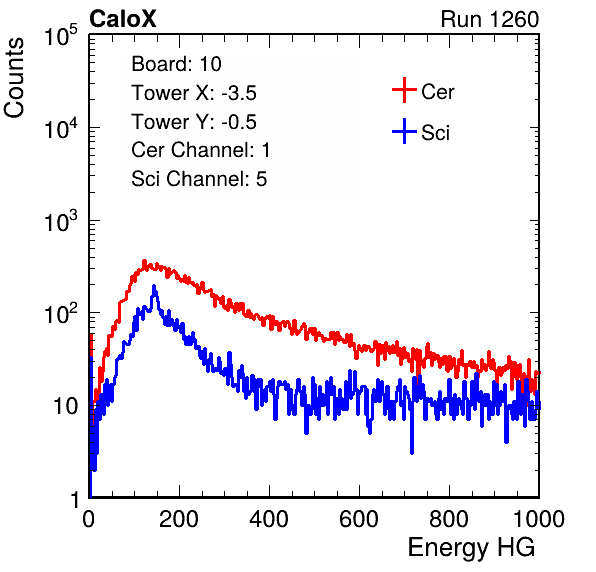 CaloX Run 1260
Counts
10^5
10^4
10^3
10^2
10
1
Board: 10
Tower X: -3.5
Tower Y: -0.5
Cer Channel: 1
Sci Channel: 5
Cer
Sci
0 200 400 600 800 1000
Energy HG